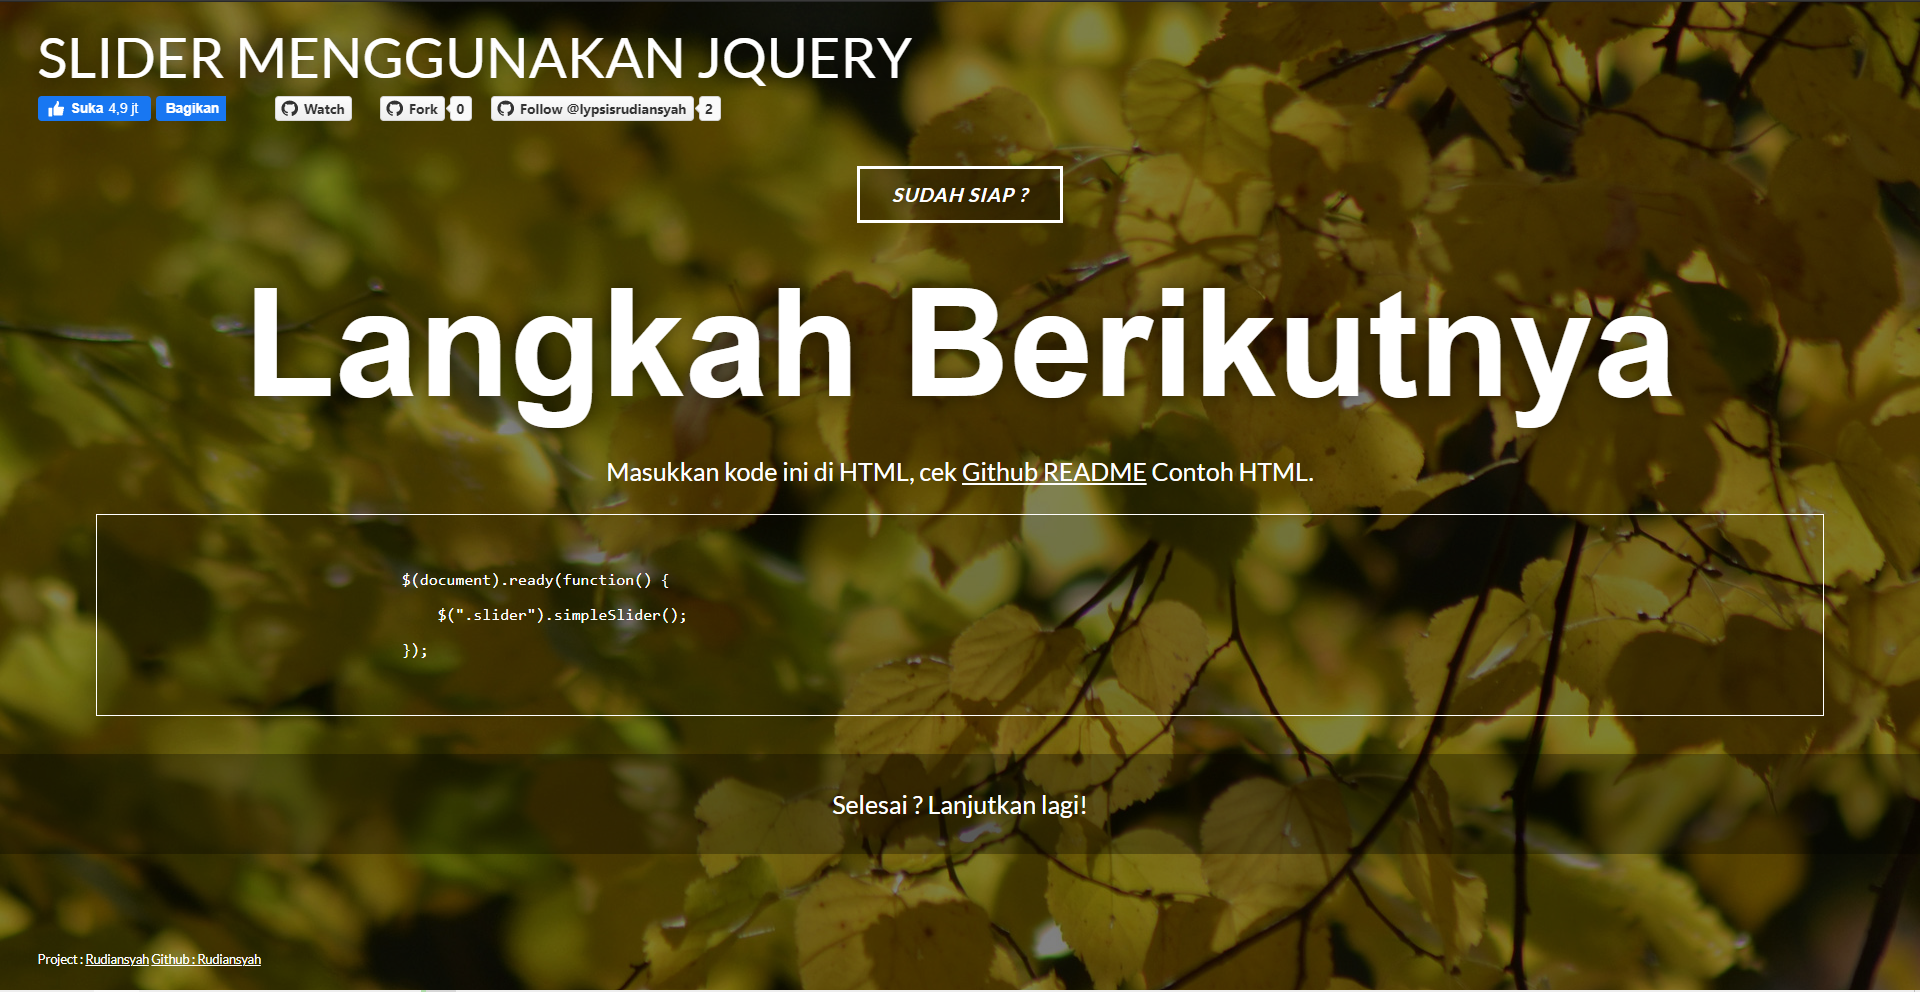 SLIDER MENGGUNAKAN JQUERY
Suka 4,9 jt Bagikan Watch Fork 0 Follow @lypsisrudiansyah 2
SUDAH SIAP ?
Langkah Berikutnya
Masukkan kode ini di HTML, cek Github README Contoh HTML.
$(document).ready(function() {
$(".slider").simpleSlider();
});
Selesai ? Lanjutkan lagi!
Project : Rudiansyah Github : Rudiansyah